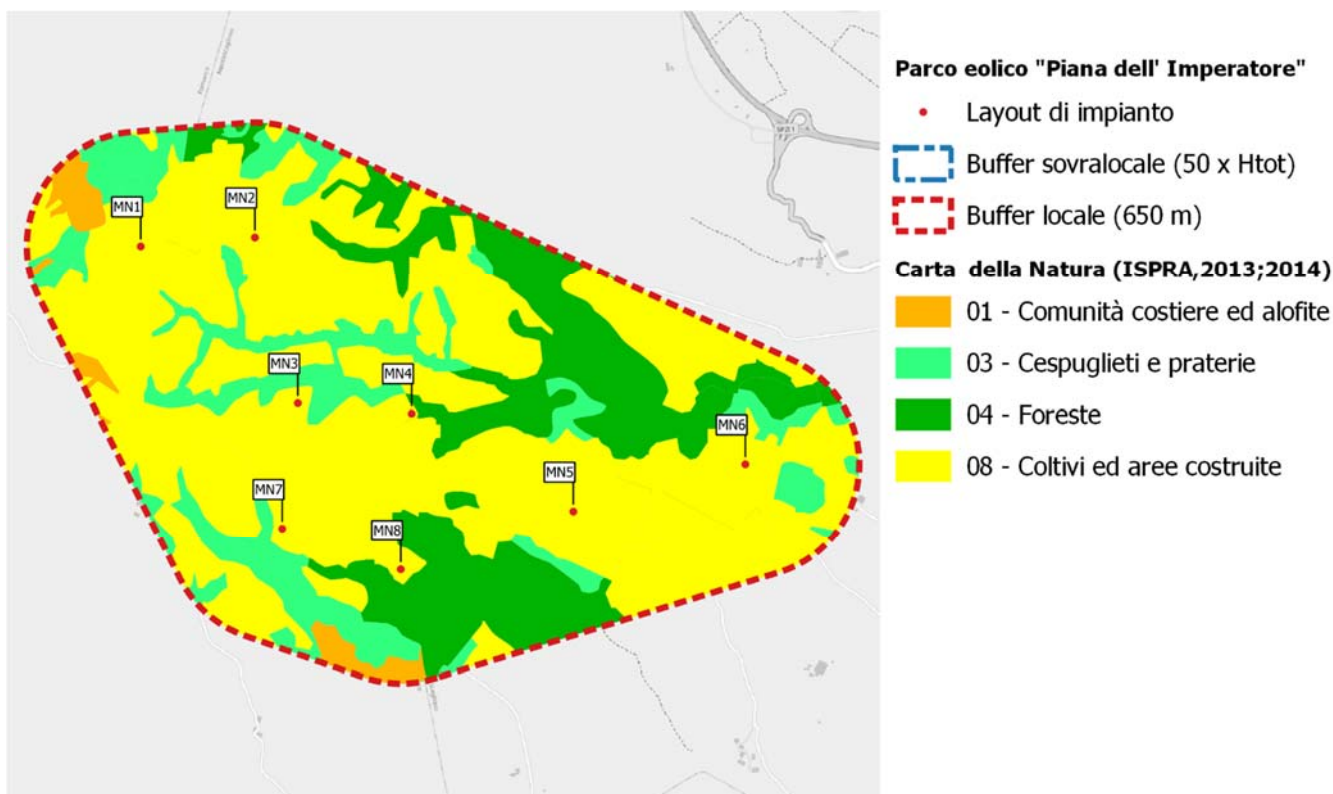 MN1
MN2
MN3
MN4
MN6
MN5
MN7
MN8
Parco eolico "Piana dell' Imperatore"
Layout di impianto
Buffer sovralocale (50 x Htot)
Buffer locale (650 m)
Carta della Natura (ISPRA,2013;2014)
01 - Comunità costiere ed alofite
03 - Cespuglieti e praterie
04 - Foreste
08 - Coltivi ed aree costruite